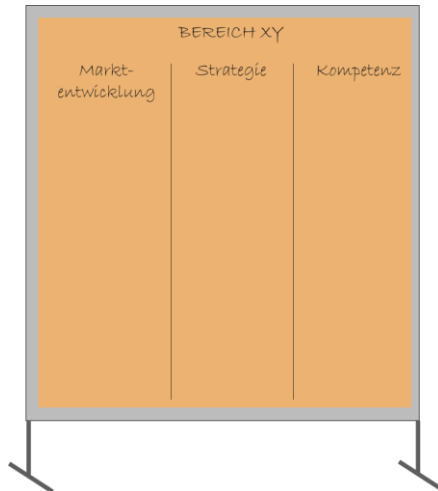 BEREICH XY
Markt-
entwicklung
Strategie
Kompetenz